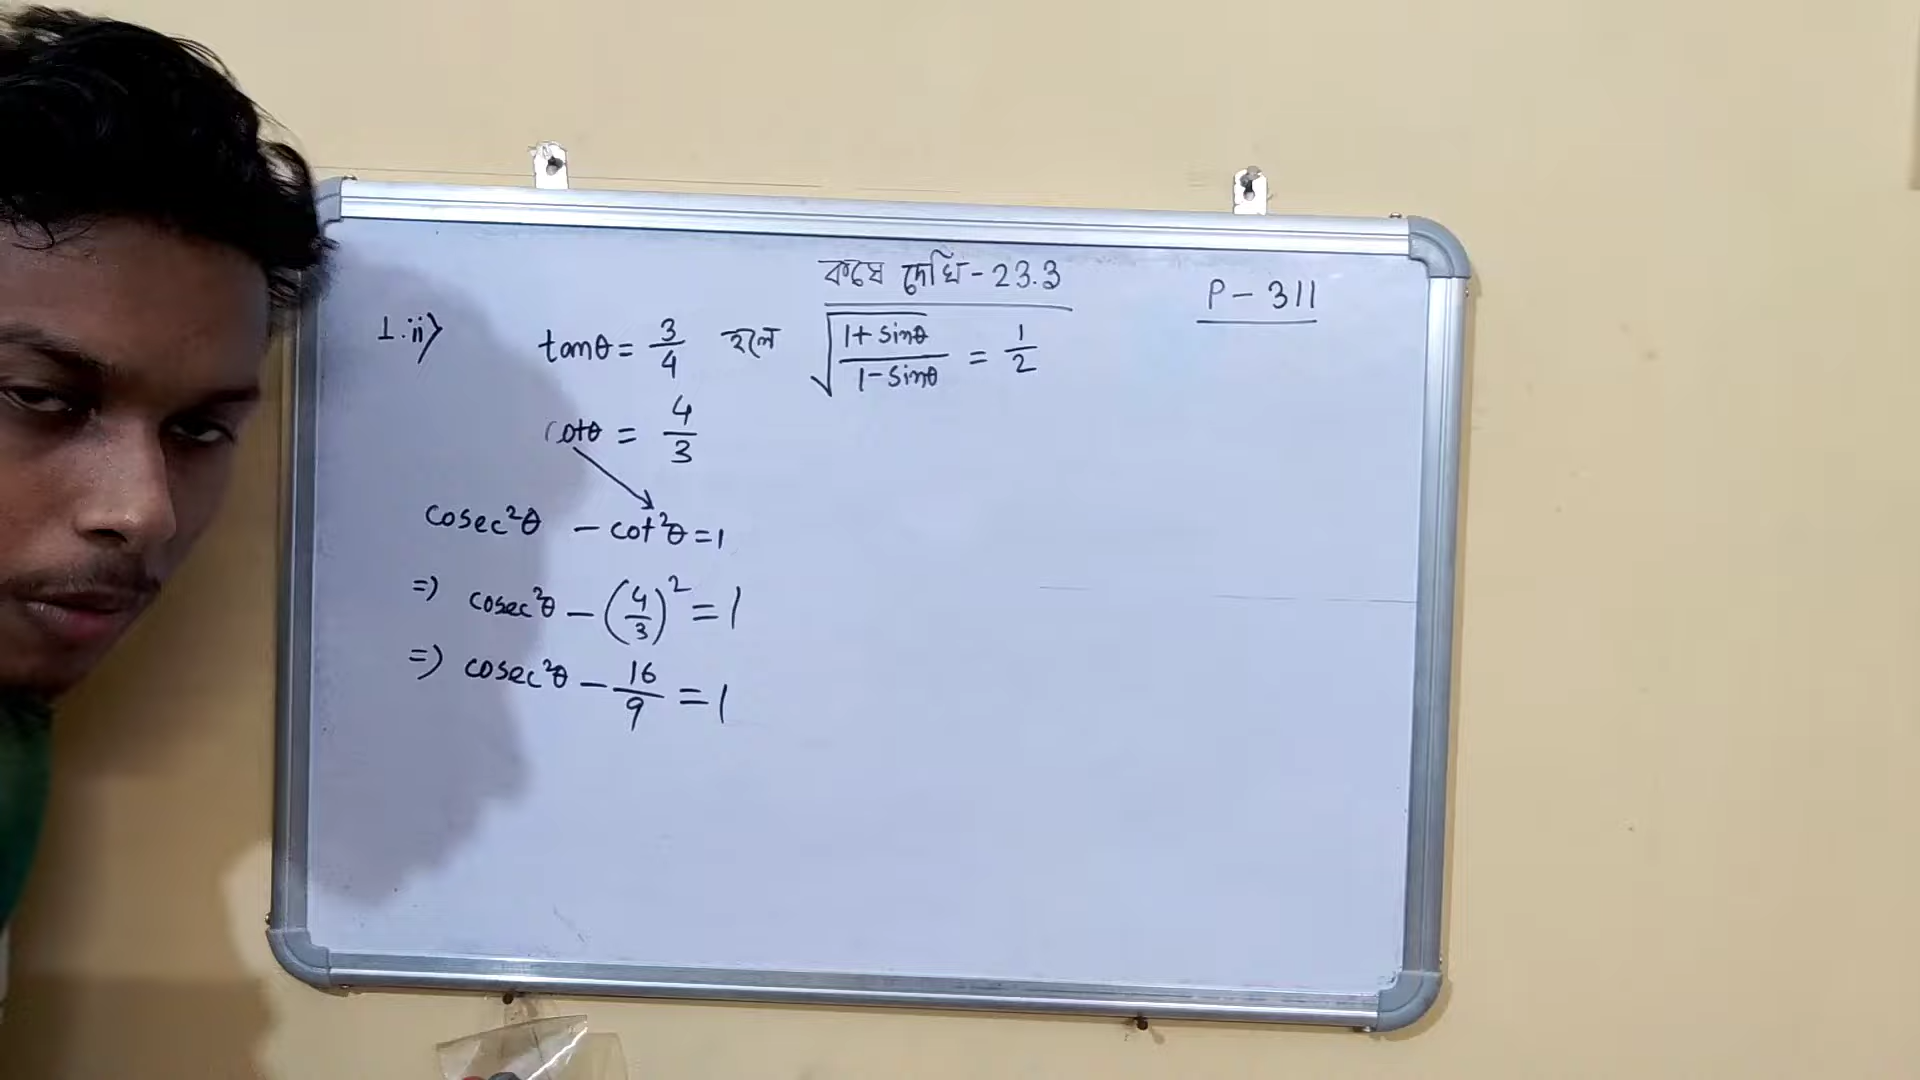 কষে দেখি - 23.3
P - 311
1.ii> tanθ = 3/4 হলে √((1+sinθ)/(1-sinθ)) = 1/2
cotθ = 4/3
cosec²θ - cot²θ = 1
=) cosec²θ - (4/3)² = 1
=) cosec²θ - 16/9 = 1